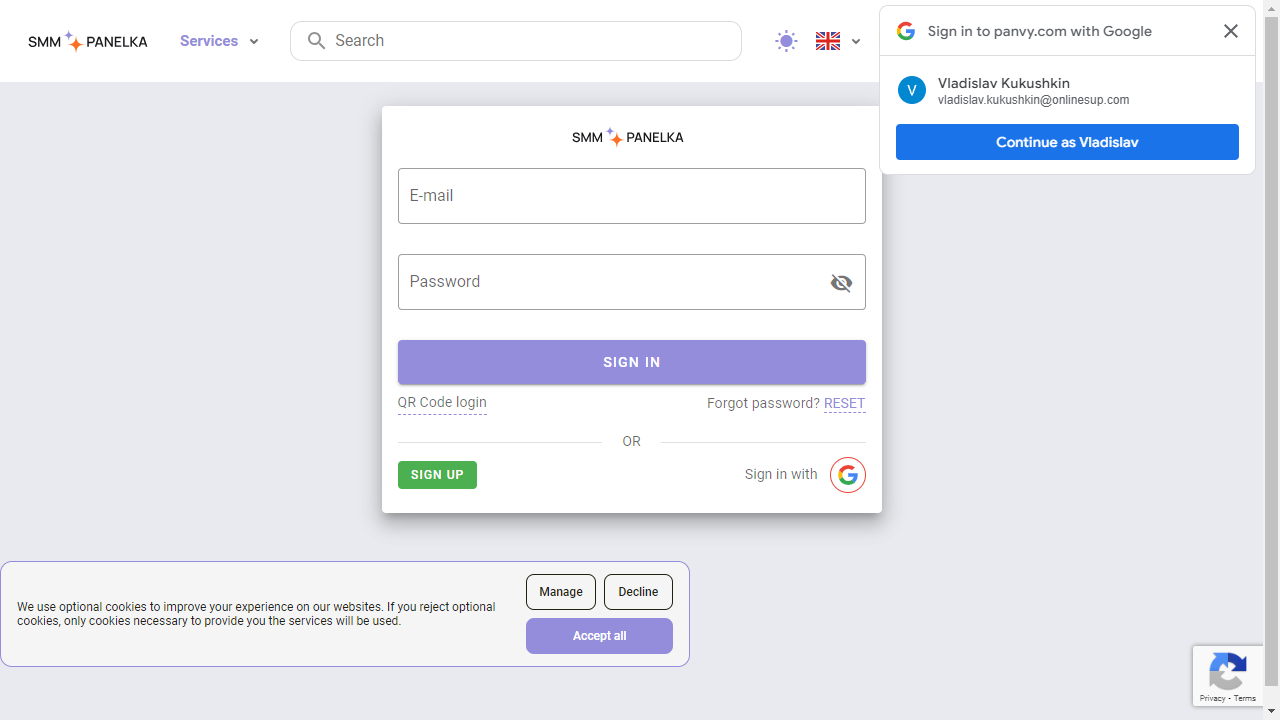 SMM PANELKA
Services
Search
Sign in to panvy.com with Google
V
Vladislav Kukushkin
vladislav.kukushkin@onlinesup.com
Continue as Vladislav
SMM PANELKA
E-mail
Password
SIGN IN
QR Code login
Forgot password? RESET
OR
SIGN UP
Sign in with
We use optional cookies to improve your experience on our websites. If you reject optional
cookies, only cookies necessary to provide you the services will be used.
Manage
Decline
Accept all
Privacy - Terms